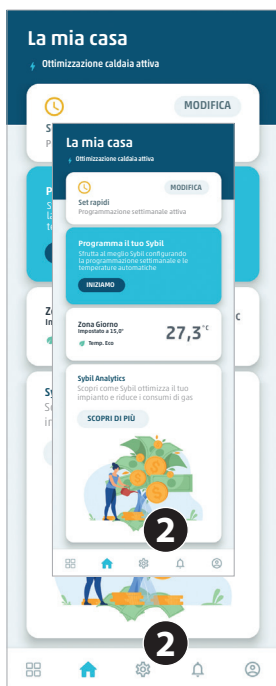 La mia casa
Ottimizzazione caldaia attiva
MODIFICA
La mia casa
Ottimizzazione caldaia attiva
MODIFICA
Set rapidi
Programmazione settimanale attiva
Programma il tuo Sybil
Sfrutta al meglio Sybil configurando
la programmazione settimanale e le
temperature automatiche
INIZIAMO
Zona Giorno
Impostato a 15,0°
27,3°C
Temp. Eco
Sybil Analytics
Scopri come Sybil ottimizza il tuo
impianto e riduce i consumi di gas
SCOPRI DI PIÙ
2
2